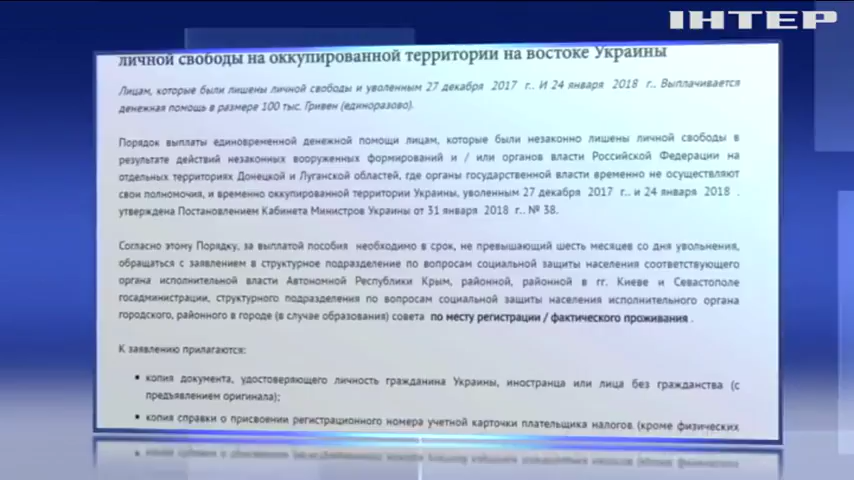 ІНТЕР
личной свободы на оккупированной территории на востоке Украины
Лицам, которые были лишены личной свободы и уволенным 27 декабря 2017 г.. И 24 января 2018 г.. Выплачивается
денежная помощь в размере 100 тыс. Гривен (единоразово).
Порядок выплаты единовременной денежной помощи лицам, которые были незаконно лишены личной свободы в
результате действий незаконных вооруженных формирований и / или органов власти Российской Федерации на
отдельных территориях Донецкой и Луганской областей, где органы государственной власти временно не осуществляют
свои полномочия, и временно оккупированной территории Украины, уволенным 27 декабря 2017 г.. и 24 января 2018 .
утверждена Постановлением Кабинета Министров Украины от 31 января 2018 г.. № 38.
Согласно этому Порядку, за выплатой пособия необходимо в срок, не превышающий шесть месяцев со дня увольнения,
обращаться с заявлением в структурное подразделение по вопросам социальной защиты населения соответствующего
органа исполнительной власти Автономной Республики Крым, районной, районной в гг. Киеве и Севастополе
госадминистрации, структурного подразделения по вопросам социальной защиты населения исполнительного органа
городского, районного в городе (в случае образования) совета по месту регистрации / фактического проживания .
К заявлению прилагаются:
• копия документа, удостоверяющего личность гражданина Украины, иностранца или лица без гражданства (с
предъявлением оригинала);
• копия справки о присвоении регистрационного номера учетной карточки плательщика налогов (кроме физических